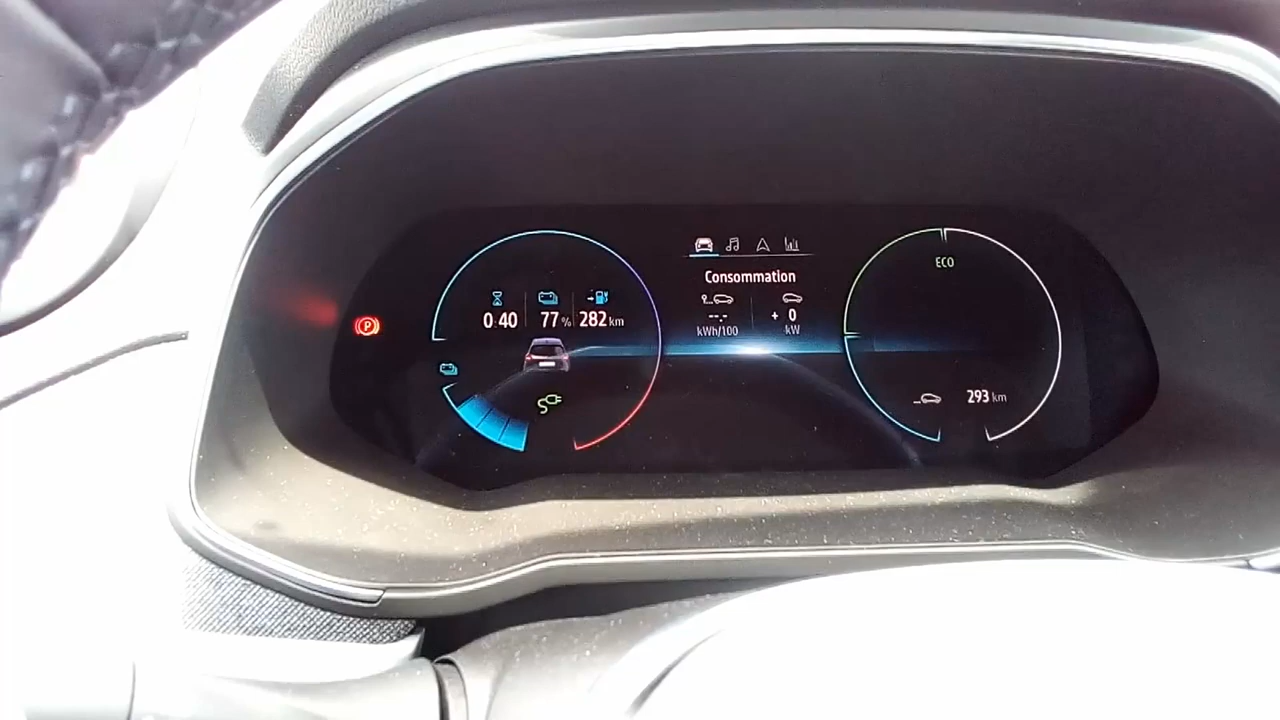 Consommation
ECO
0:40 77% 282 km
--.- + 0
kWh/100 kW
P
293 km